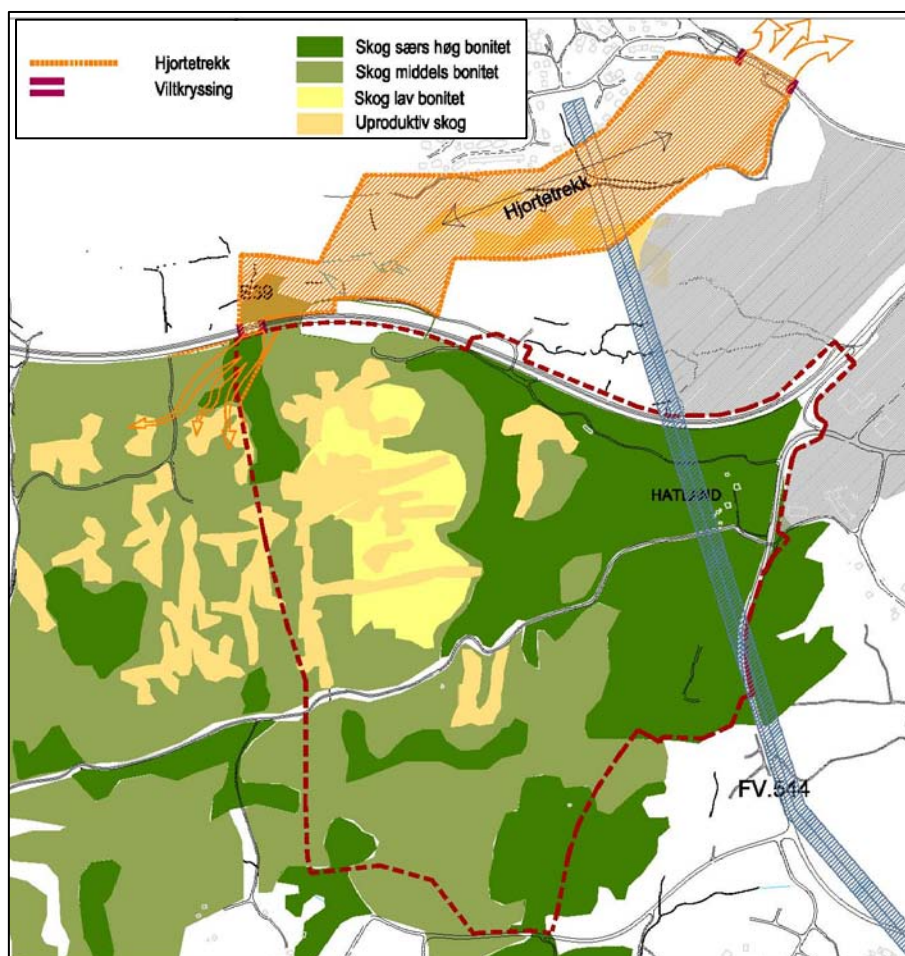 Hjortetrekk
Viltkryssing
Skog særs høg bonitet
Skog middels bonitet
Skog lav bonitet
Uproduktiv skog
Hjortetrekk
E39
HATLAND
FV.544